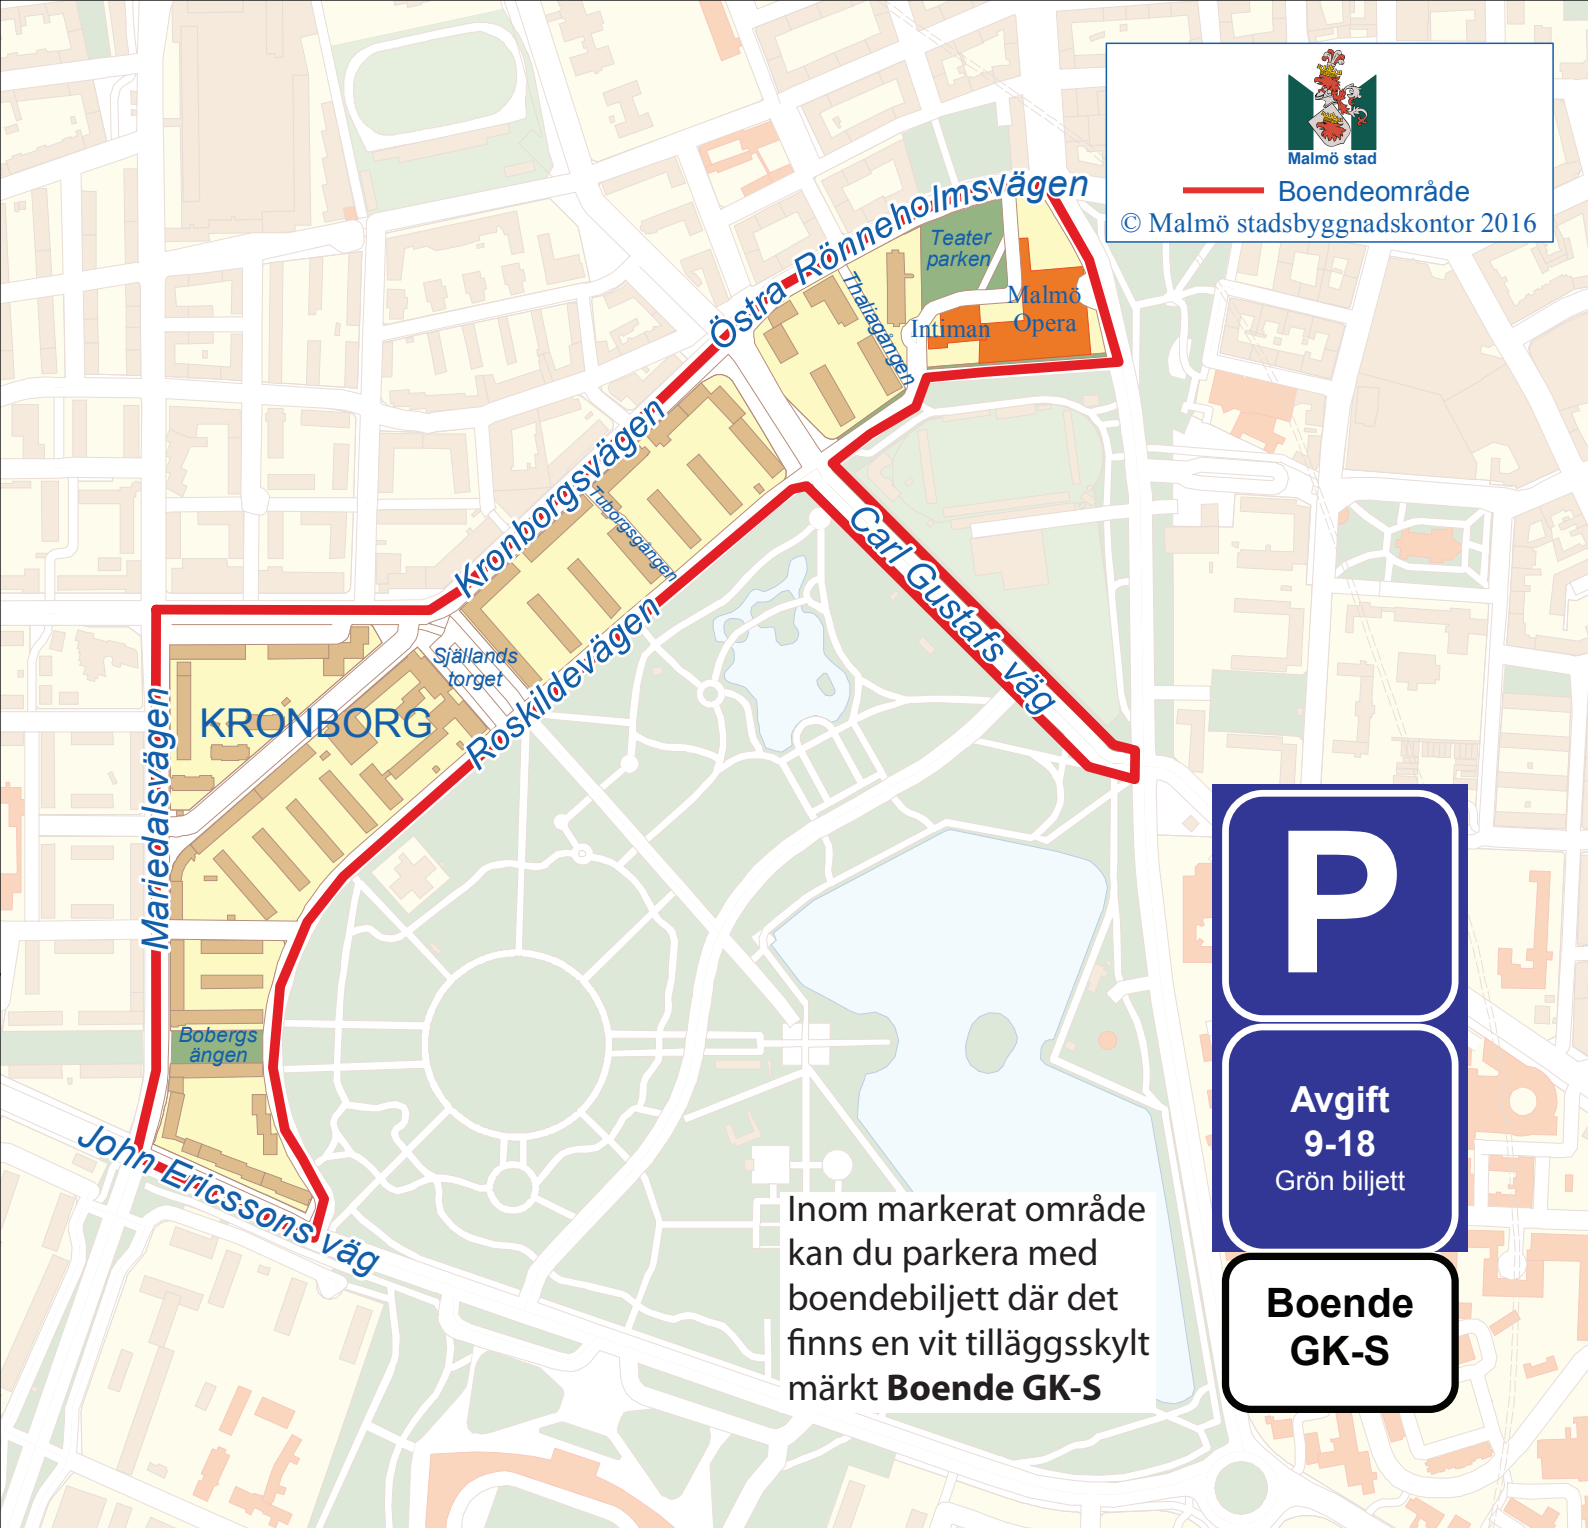 Malmö stad
Boendeområde
© Malmö stadsbyggnadskontor 2016
Östra Rönneholmsvägen
Teater
parken
Thaliagången
Intiman
Malmö
Opera
Kronborgsvägen
Tuborgsgången
Carl Gustafs väg
Roskildevägen
Själlands
torget
KRONBORG
Mariedalsvägen
Bobergs
ängen
John Ericssons väg
P
Avgift
9-18
Grön biljett
Boende
GK-S
Inom markerat område
kan du parkera med
boendebiljett där det
finns en vit tilläggsskylt
märkt Boende GK-S